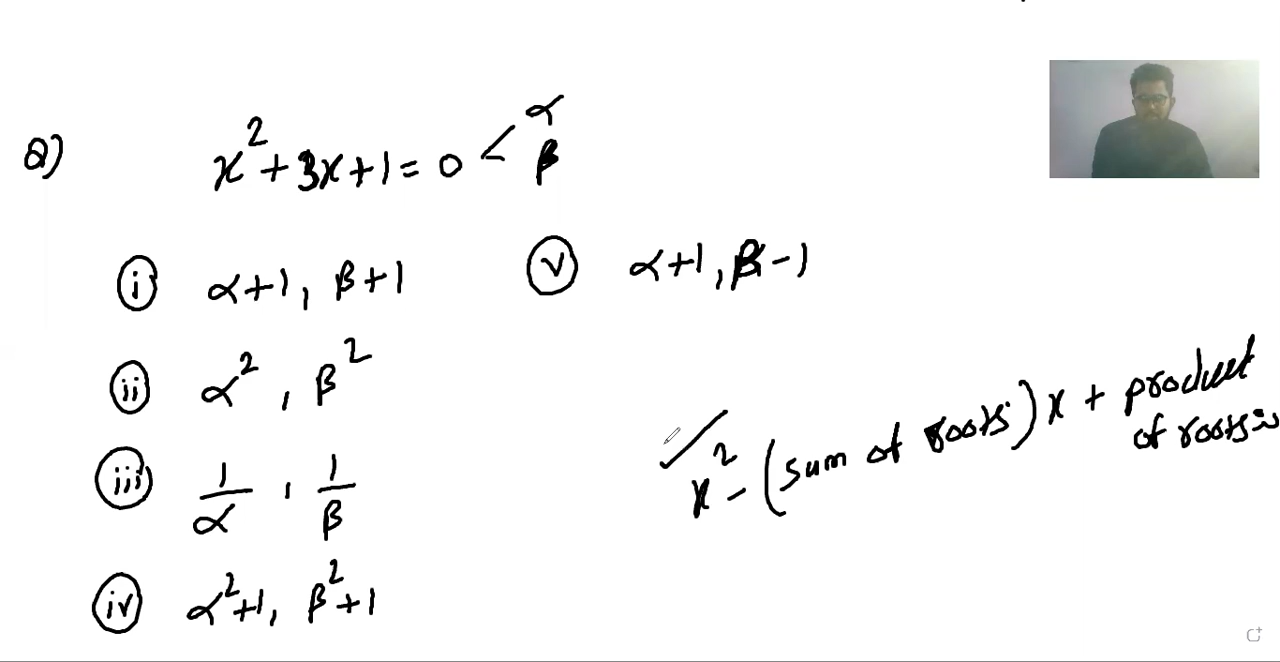 Q) x²+3x+1=0 < α β
i α+1, β+1
v α+1, β-1
ii α², β²
iii 1/α, 1/β
iv α²+1, β²+1
x² - (sum of roots)x + product
of roots